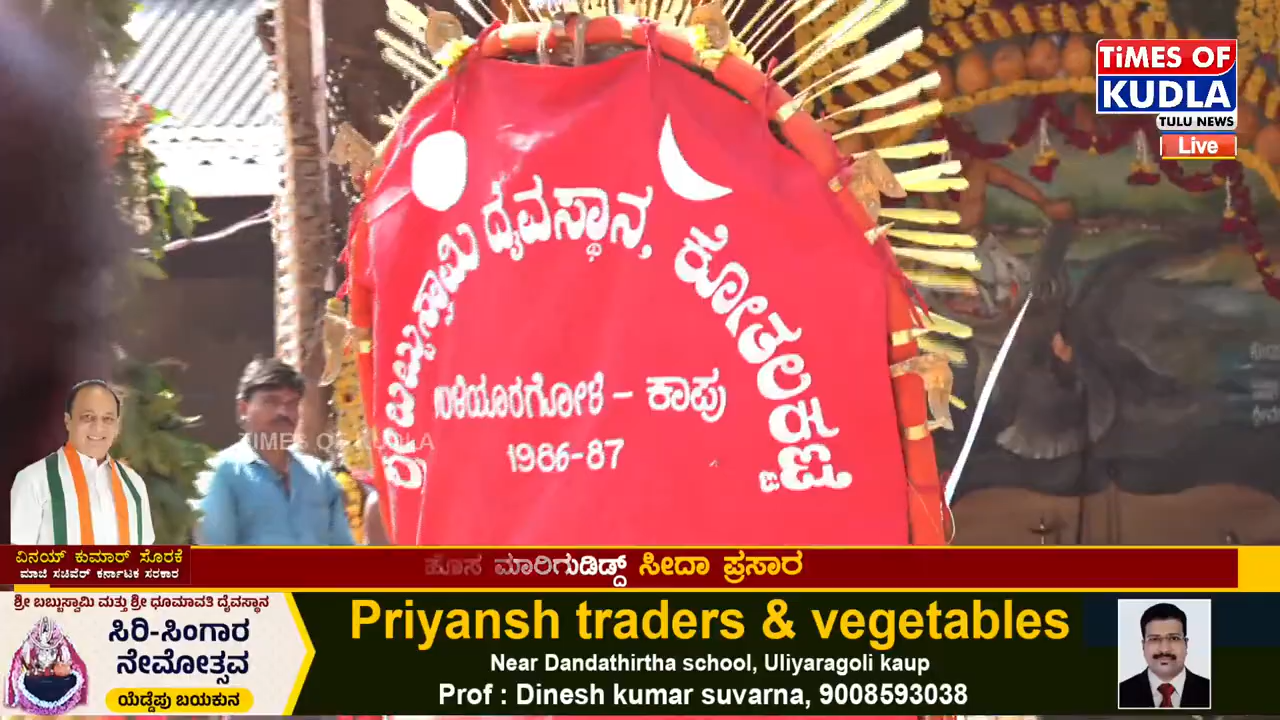 TiMES OF
KUDLA
TULU NEWS
Live
ಶ್ರೀ ಬಬ್ಬುಸ್ವಾಮಿ ದೈವಸ್ಥಾನ, ಕೋತಲಕಟ್ಟ
ಉಳಿಯಾರಗೋಳಿ – ಕಾಪು
1986-87
TIMES OF KUDLA
ವಿನಯ್ ಕುಮಾರ್ ಸೊರಕೆ
ಮಾಜಿ ಸಚಿವೆರ್ ಕರ್ನಾಟಕ ಸರಕಾರ
ಹೊಸ ಮಾರಿಗುಡಿಡ್ದ್ ಸೀದಾ ಪ್ರಸಾರ
ಶ್ರೀ ಬಬ್ಬುಸ್ವಾಮಿ ಮತ್ತು ಶ್ರೀ ಧೂಮಾವತಿ ದೈವಸ್ಥಾನ
ಸಿರಿ-ಸಿಂಗಾರ
ನೇಮೋತ್ಸವ
ಯೆಡ್ಡೆಪು ಬಯಕುನ
Priyansh traders & vegetables
Near Dandathirtha school, Uliyaragoli kaup
Prof : Dinesh kumar suvarna, 9008593038